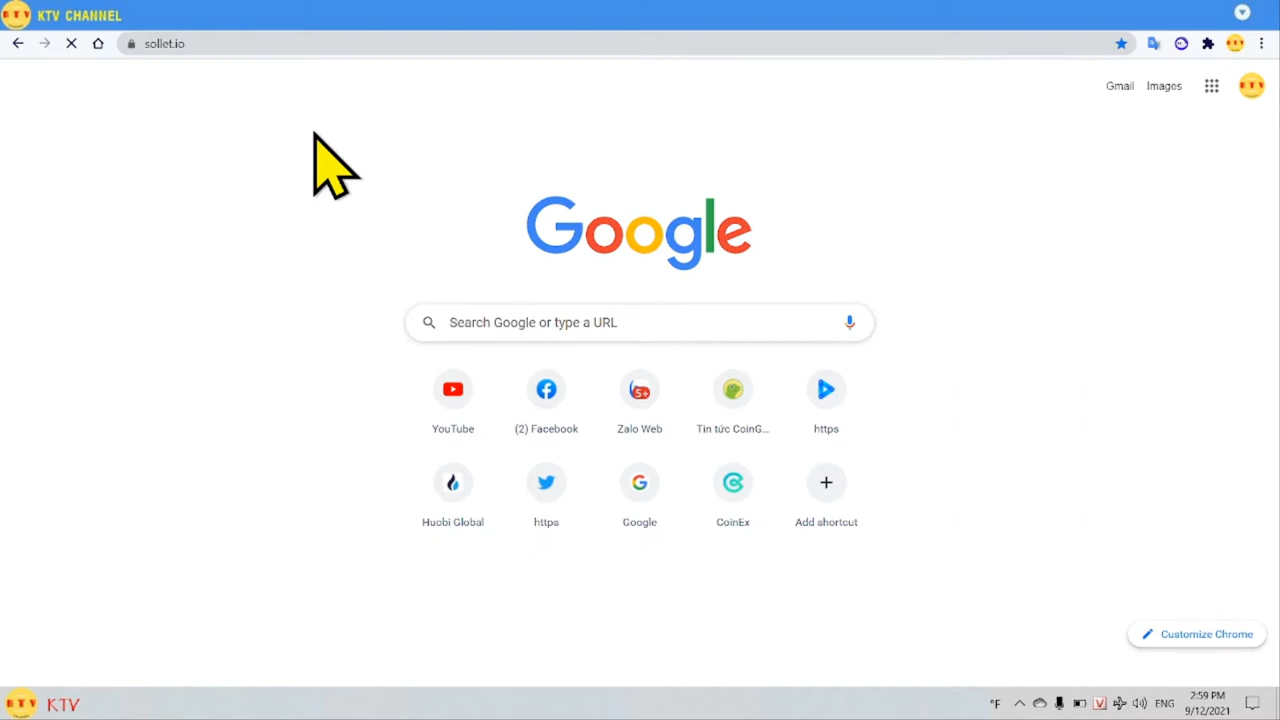 KTV CHANNEL
sollet.io
Gmail Images
Google
Search Google or type a URL
5+
YouTube
(2) Facebook
Zalo Web
Tin tức CoinG...
https
Huobi Global
https
Google
CoinEx
Add shortcut
Customize Chrome
KTV
°F
V
ENG
2:59 PM
9/12/2021